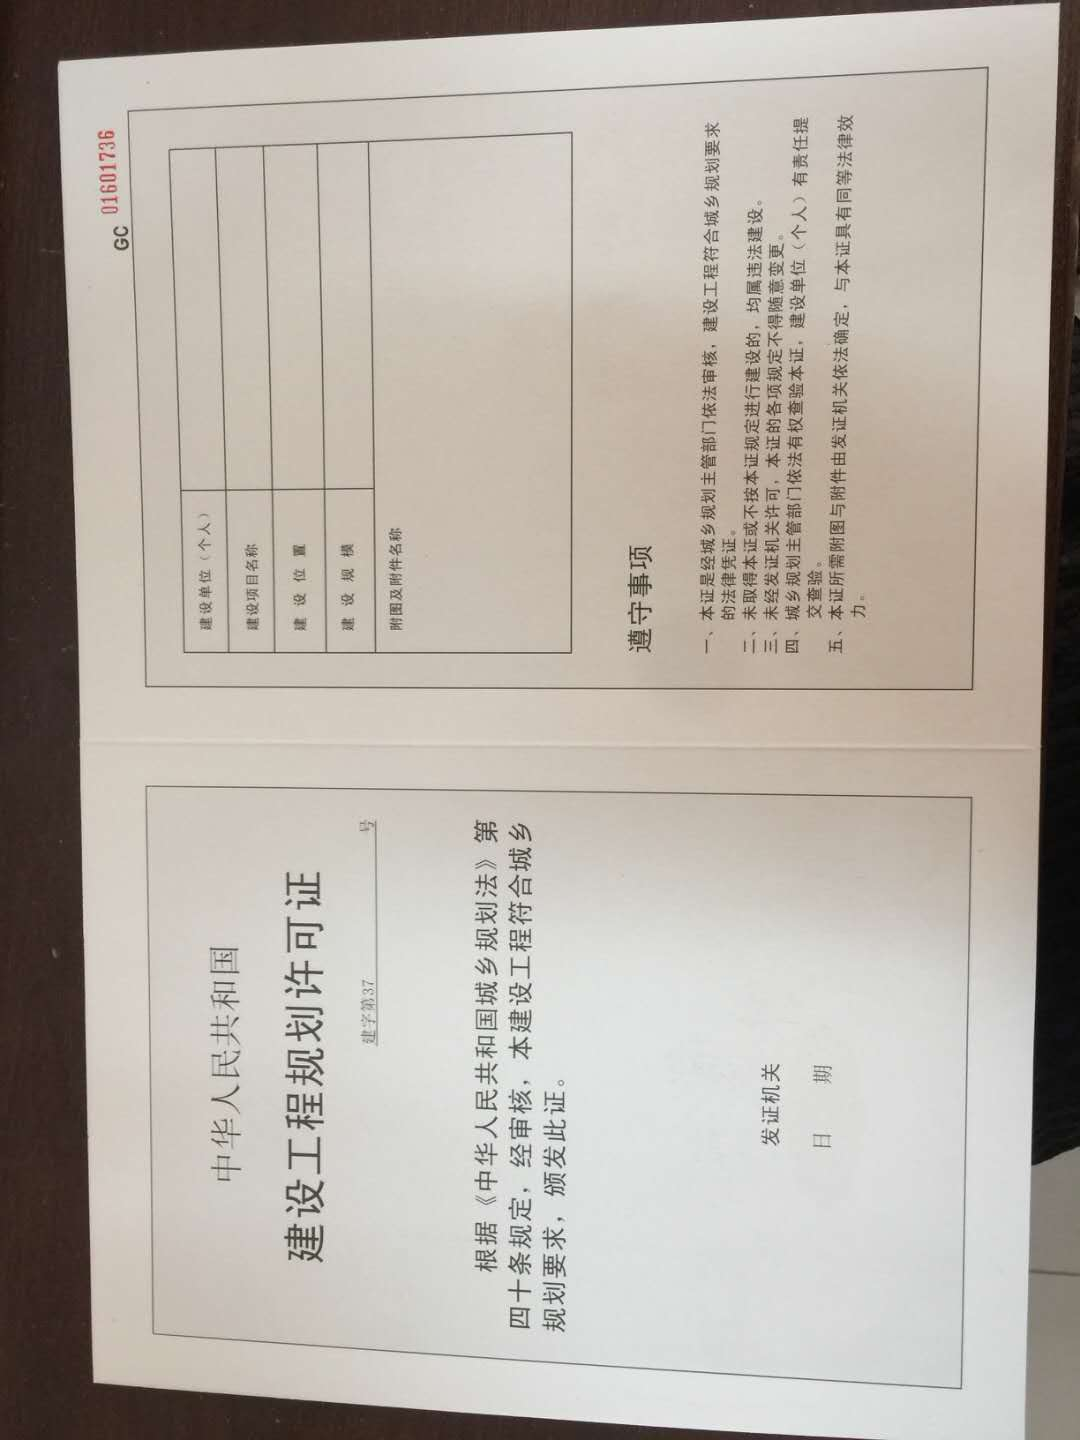 中华人民共和国
建设工程规划许可证
建字第37 号
根据《中华人民共和国城乡规划法》第
四十条规定，经审核，本建设工程符合城乡
规划要求，颁发此证。
发证机关
日 期
GC 01601736
建设单位（个人）
建设项目名称
建设位置
建设规模
附图及附件名称
遵守事项
一、本证是经城乡规划主管部门依法审核，建设工程符合城乡规划要求
的法律凭证。
二、未取得本证或不按本证规定进行建设的，均属违法建设。
三、未经发证机关许可，本证的各项规定不得随意变更。
四、城乡规划主管部门依法有权查验本证，建设单位（个人）有责任提
交查验。
五、本证所需附图与附件由发证机关依法确定，与本证具有同等法律效
力。